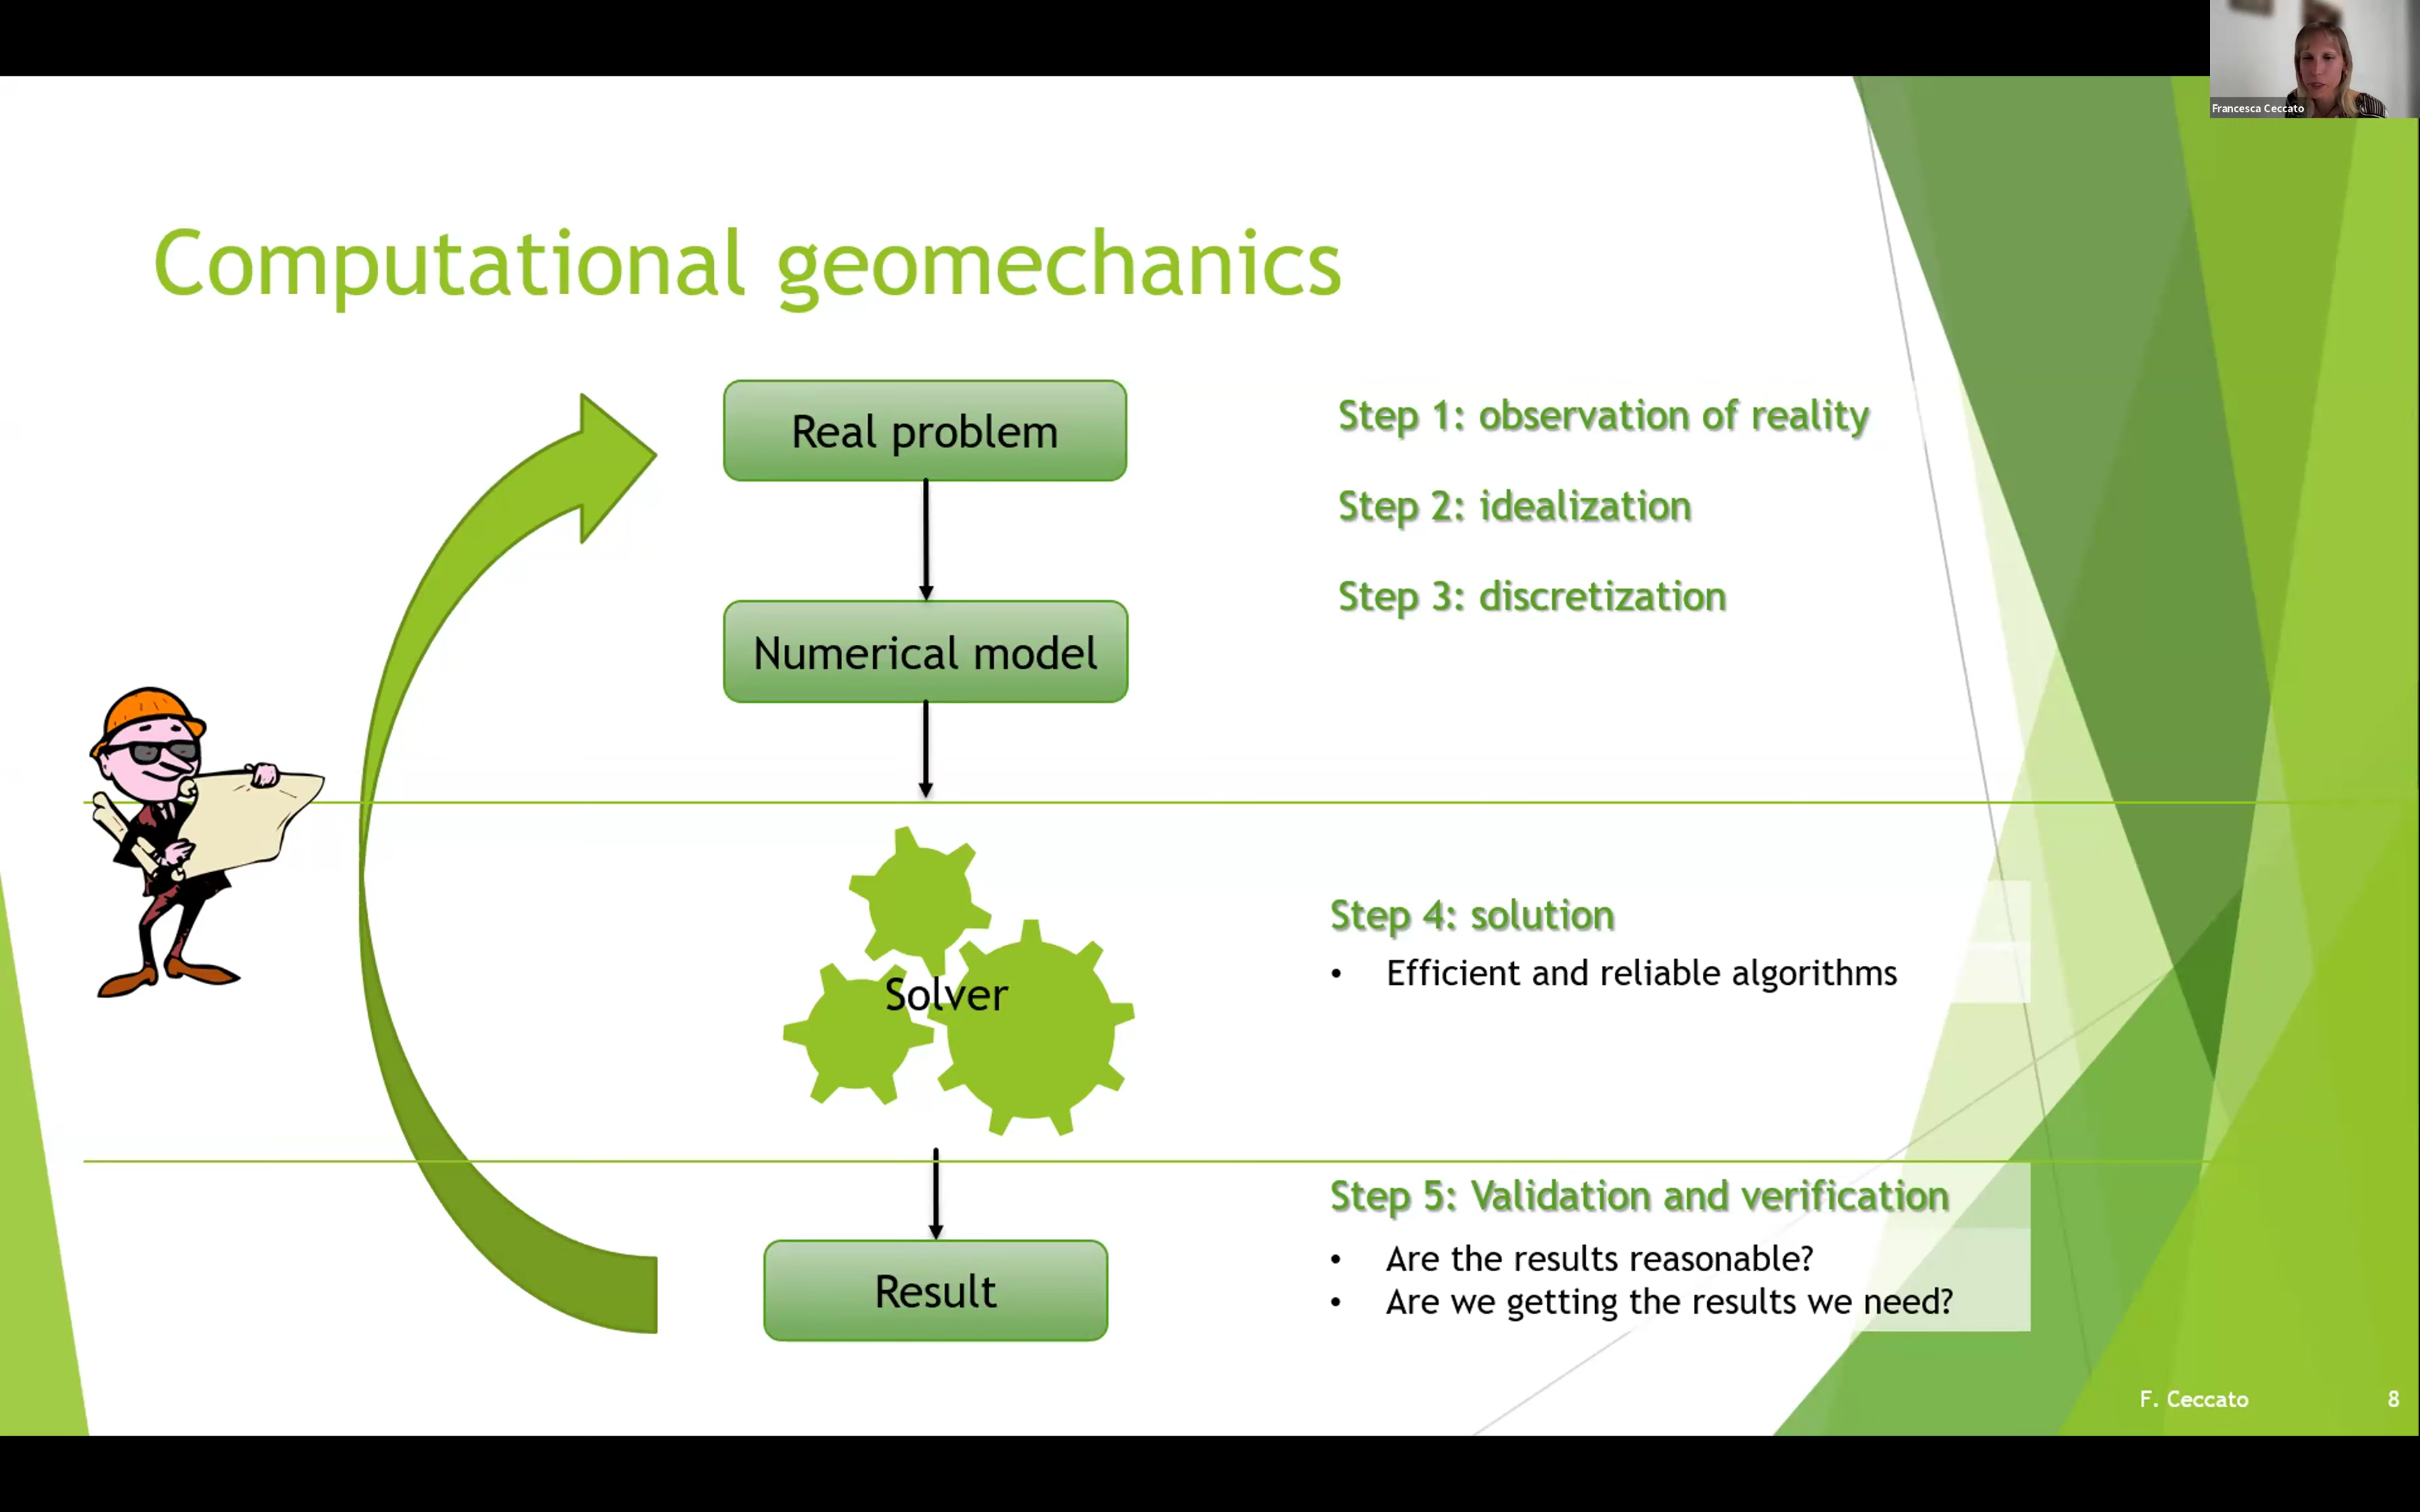 Francesca Ceccato
Computational geomechanics
Real problem
Numerical model
Solver
Result
Step 1: observation of reality
Step 2: idealization
Step 3: discretization
Step 4: solution
• Efficient and reliable algorithms
Step 5: Validation and verification
• Are the results reasonable?
• Are we getting the results we need?
F. Ceccato
8